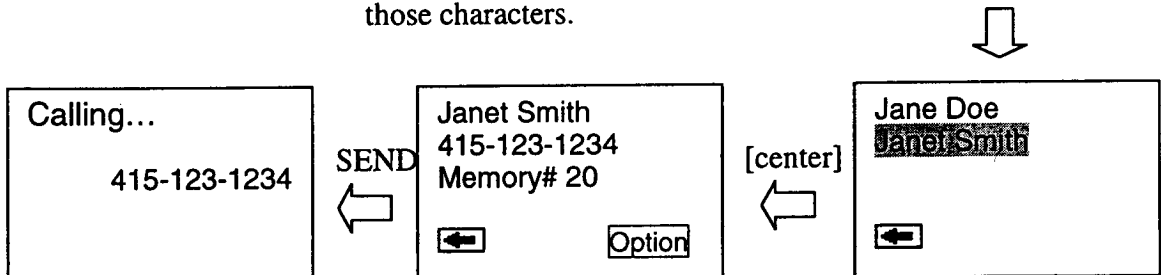 those characters.
Calling...
415-123-1234
SEND
Janet Smith
415-123-1234
Memory# 20
Option
[center]
Jane Doe
Janet Smith